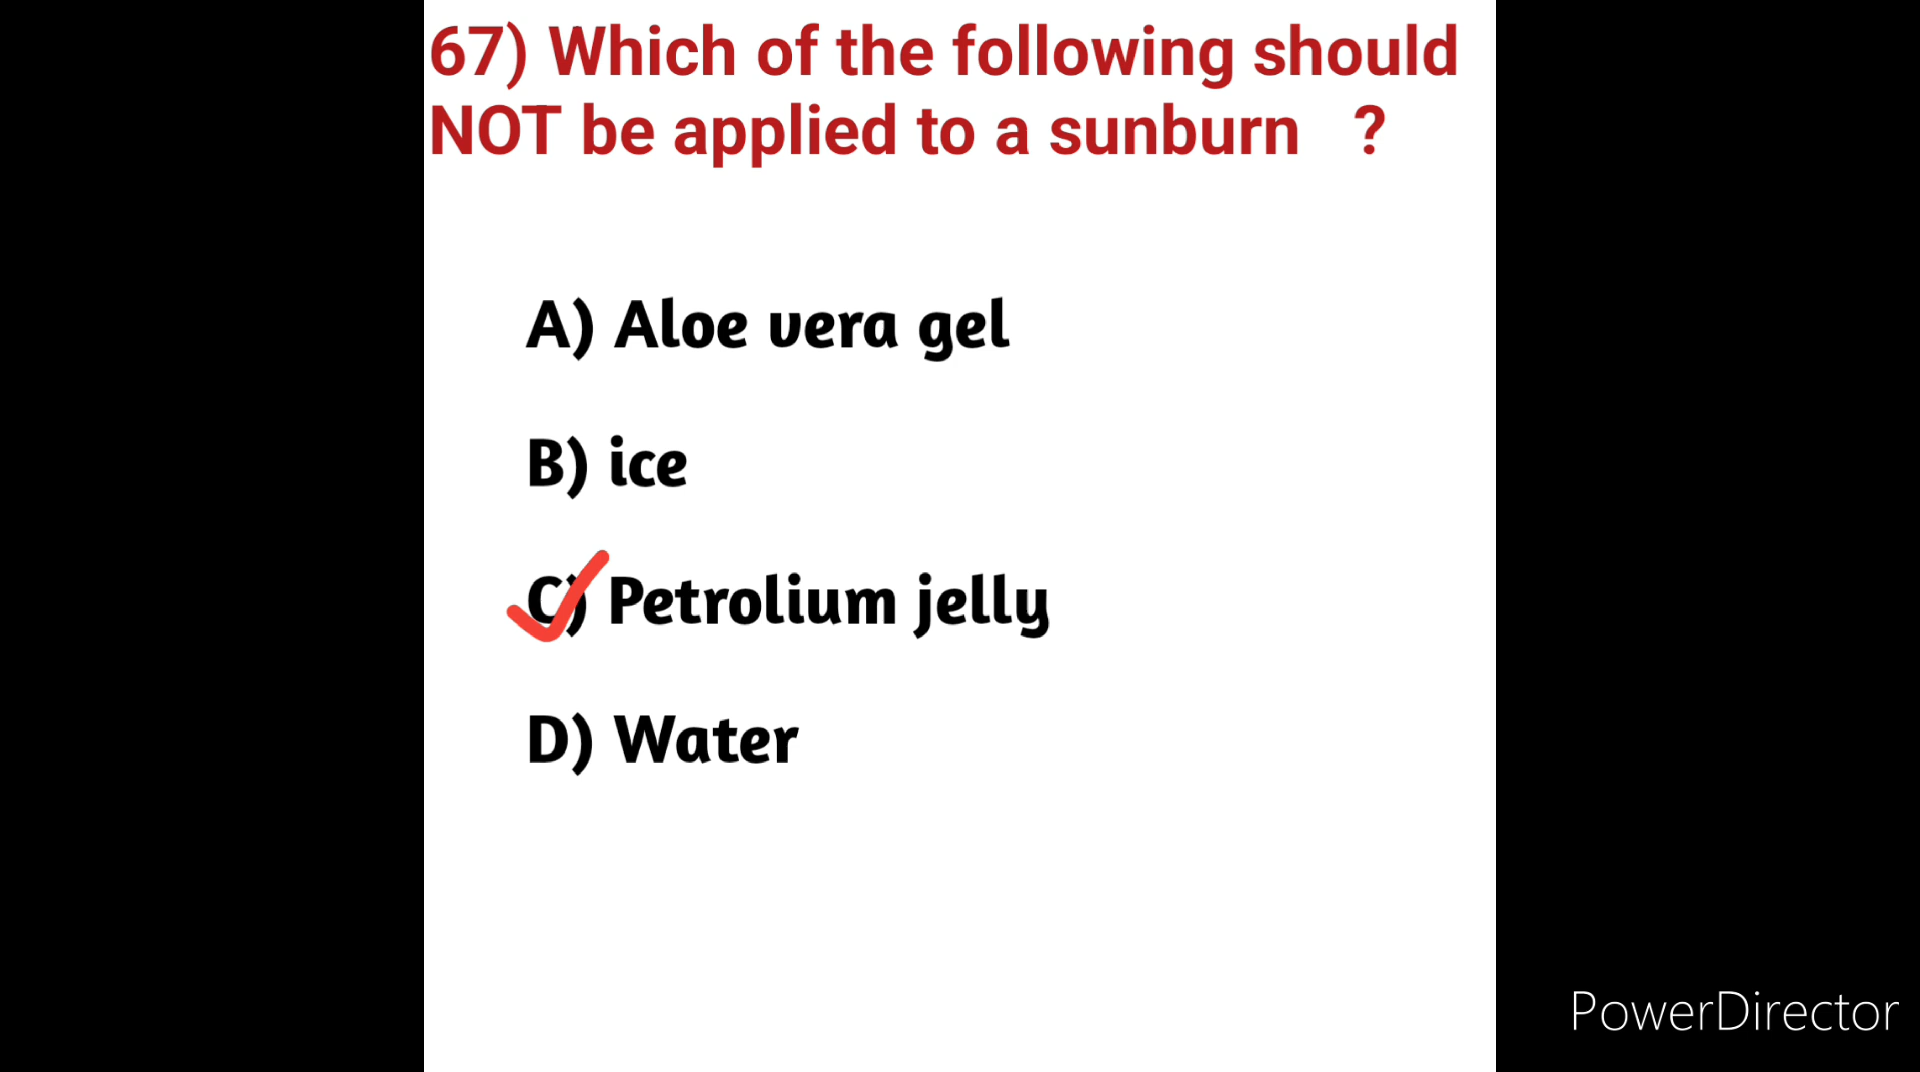 67) Which of the following should
NOT be applied to a sunburn ?
A) Aloe vera gel
B) ice
C) Petrolium jelly
D) Water
PowerDirector